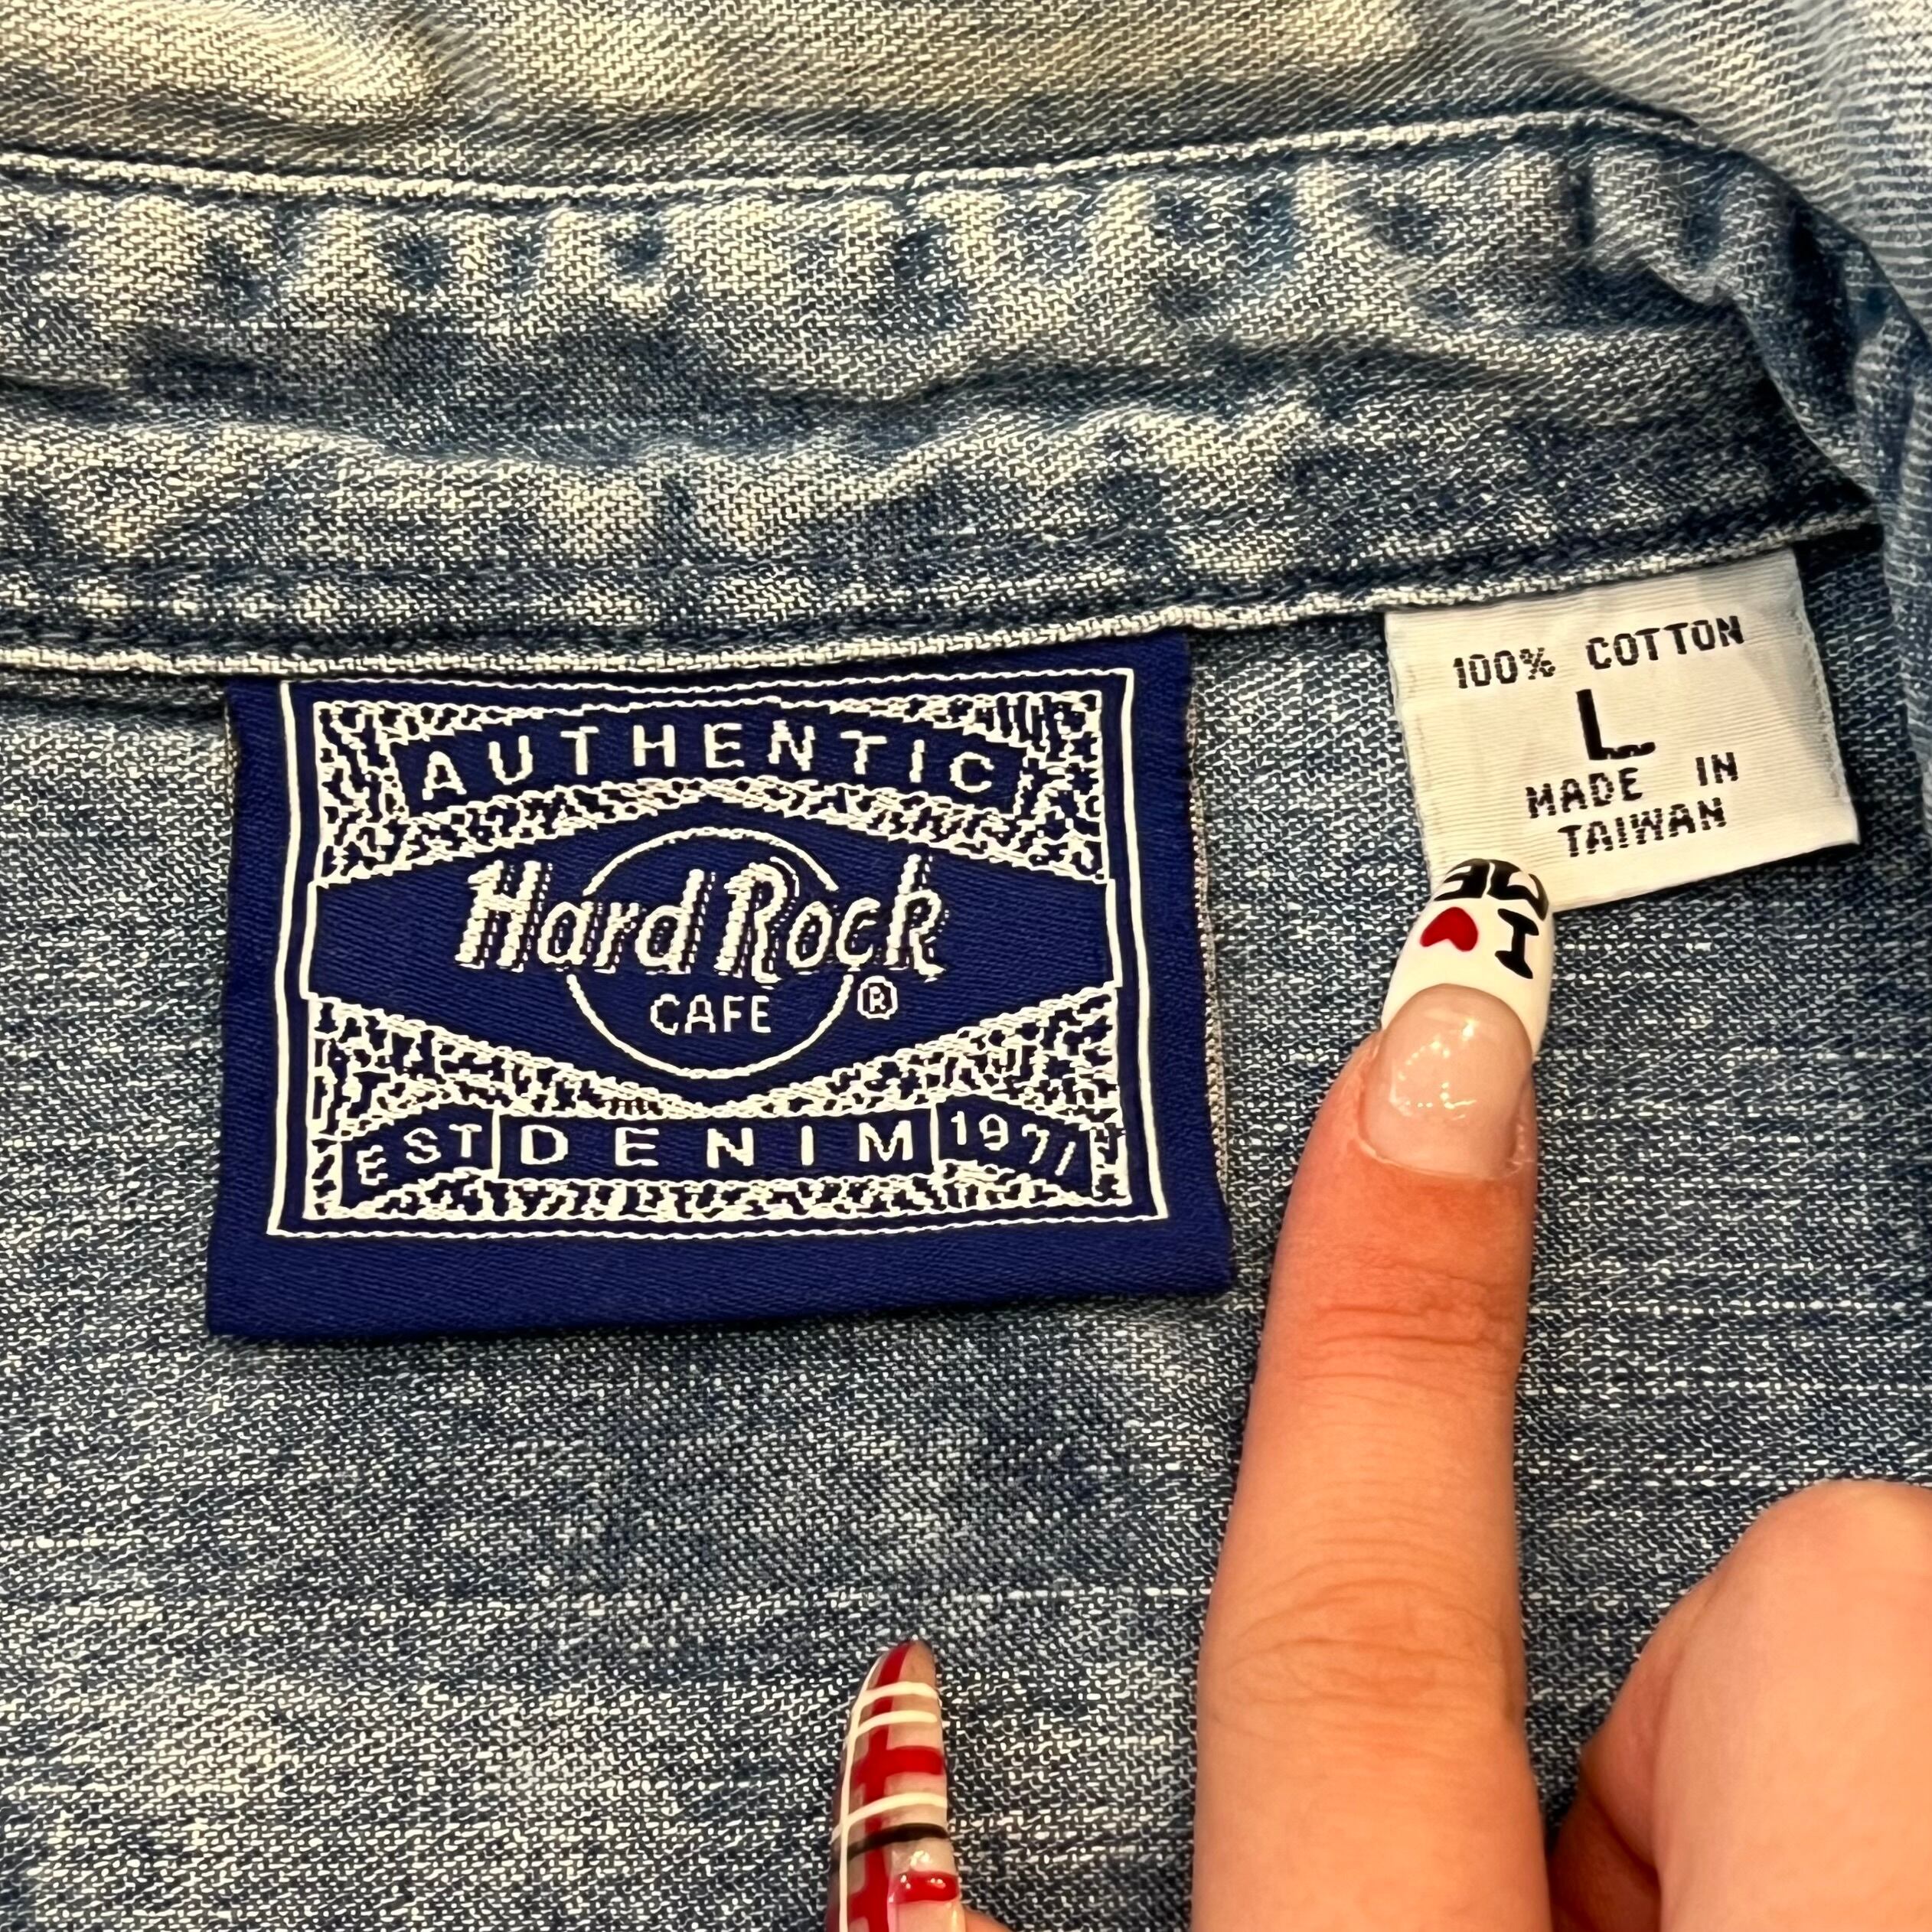 AUTHENTIC
Hard Rock
CAFE ®
EST DENIM 1971
100% COTTON
L
MADE IN
TAIWAN
I ♥